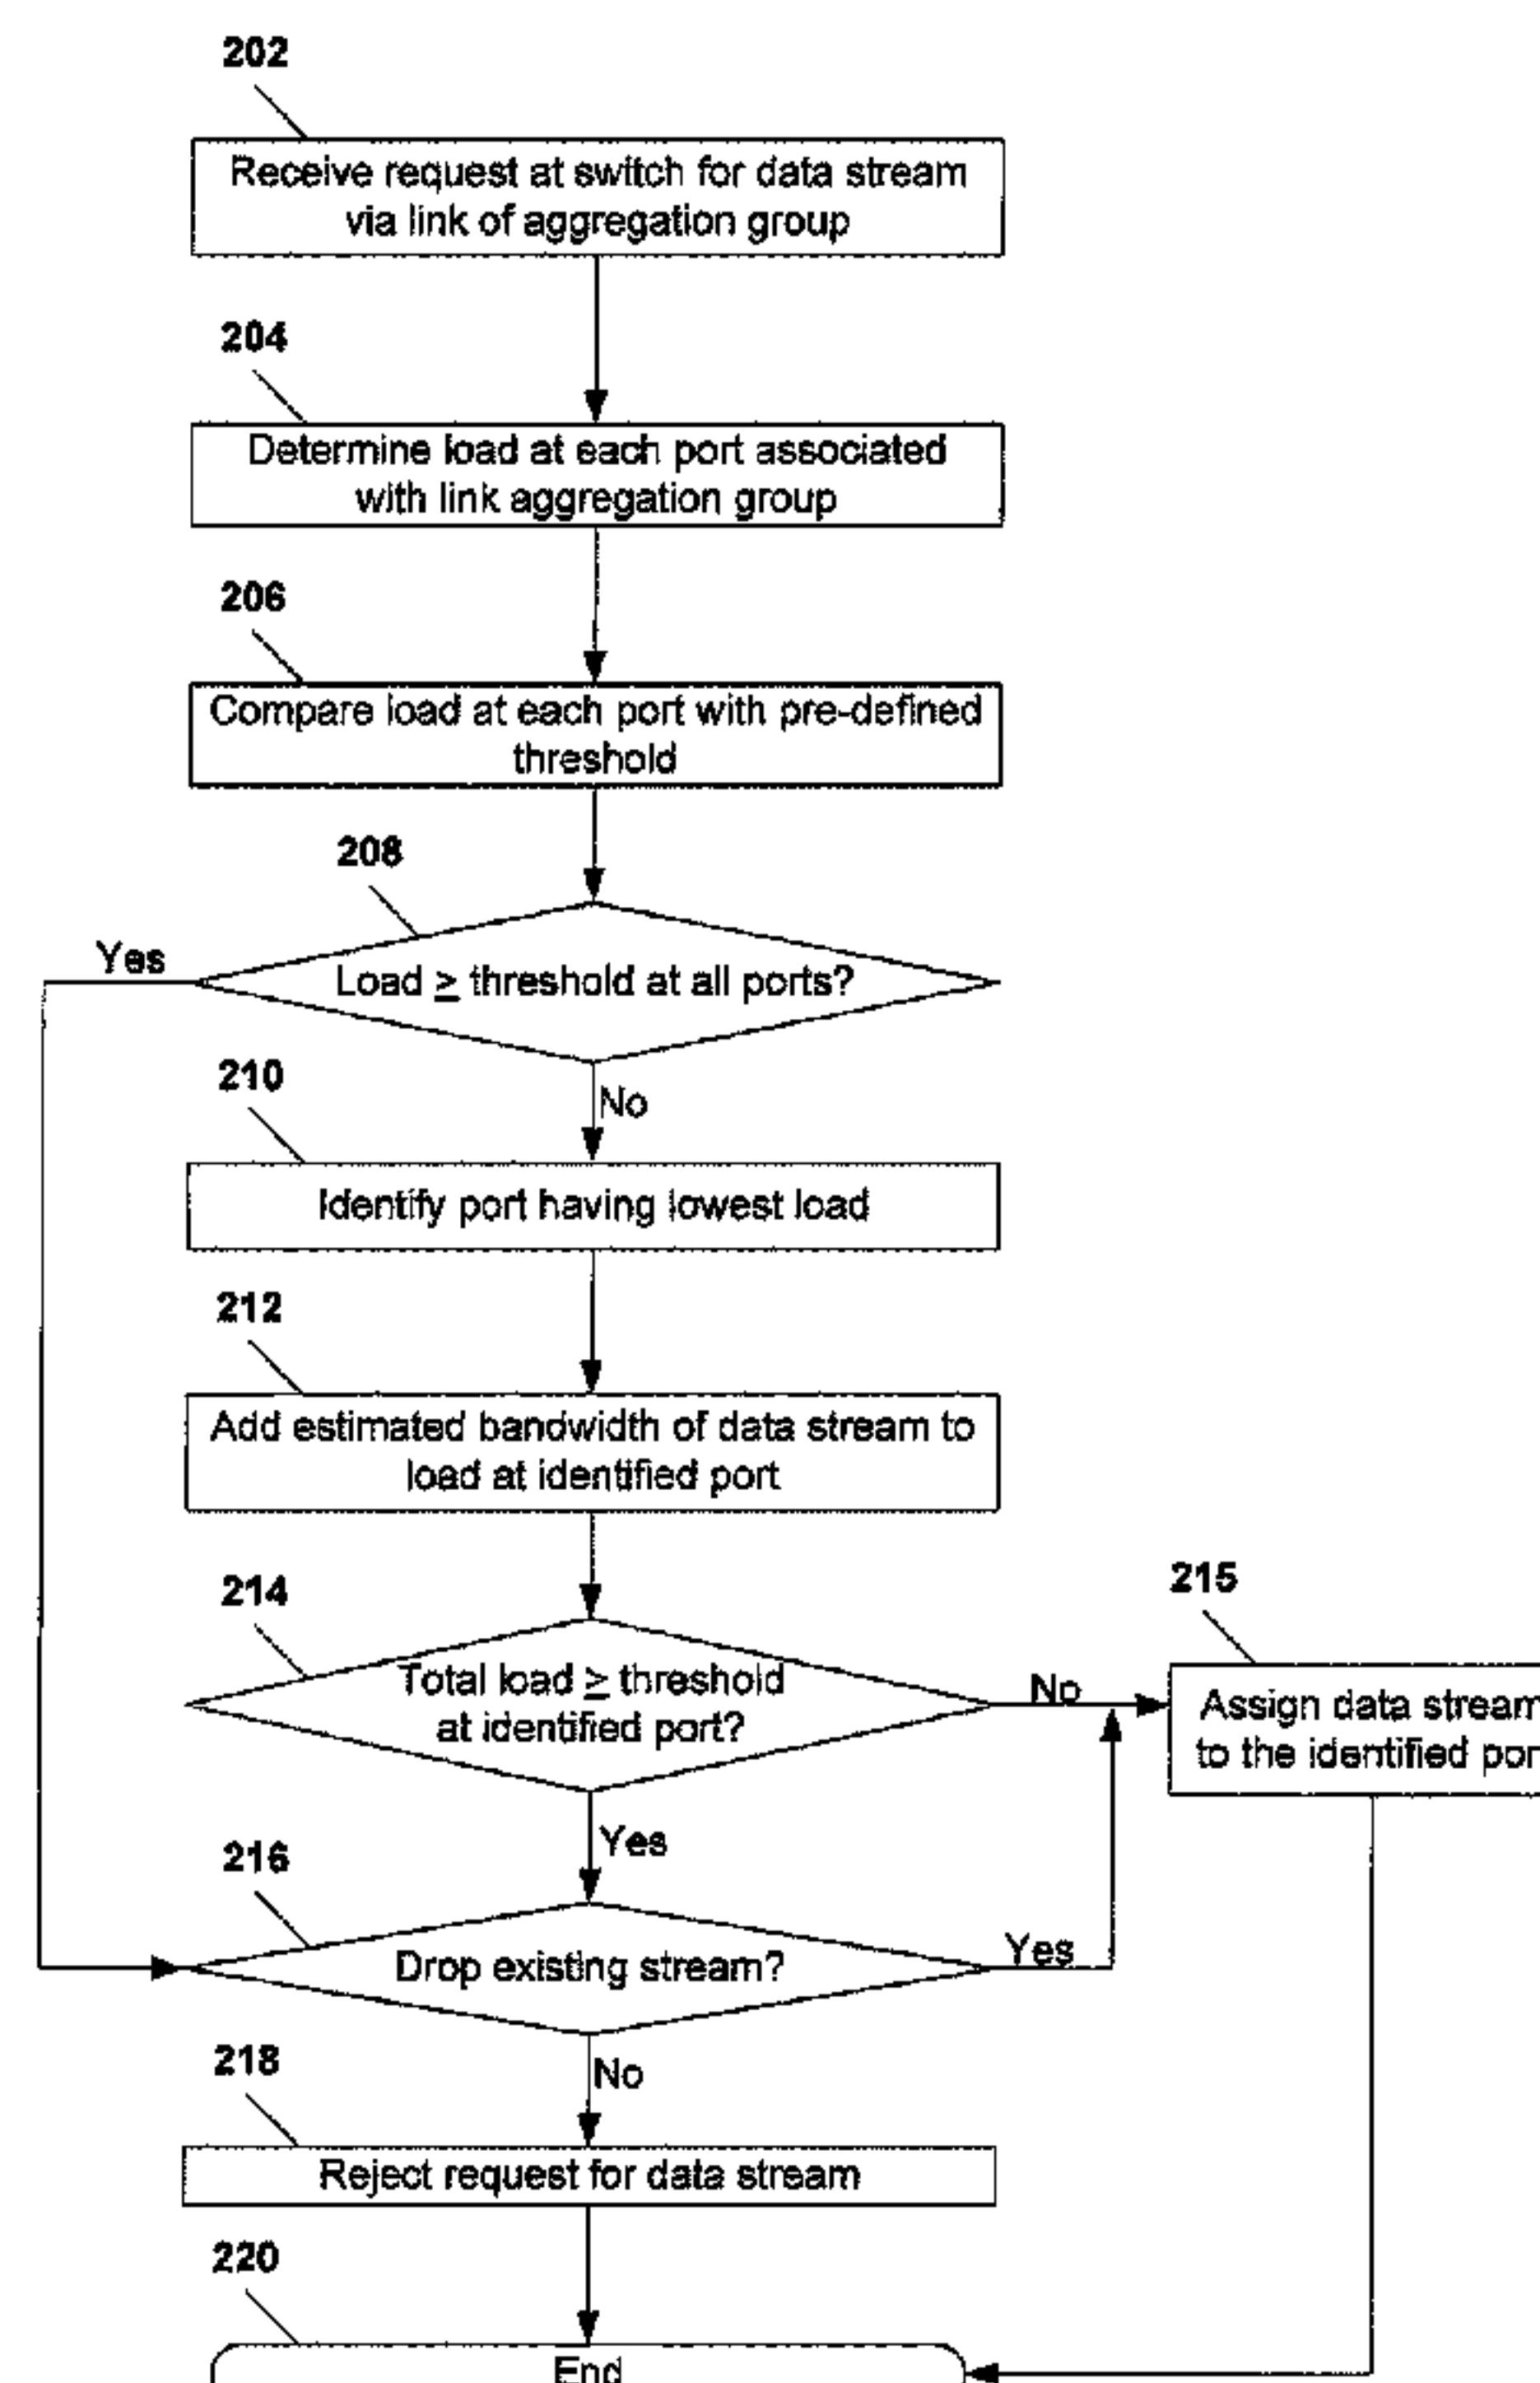 202
Receive request at switch for data stream
via link of aggregation group
204
Determine load at each port associated
with link aggregation group
206
Compare load at each port with pre-defined
threshold
208
Yes
Load ≥ threshold at all ports?
No
210
Identify port having lowest load
212
Add estimated bandwidth of data stream to
load at identified port
214
Total load ≥ threshold
at identified port?
No
215
Assign data stream
to the identified por
Yes
216
Drop existing stream?
Yes
No
218
Reject request for data stream
220
End